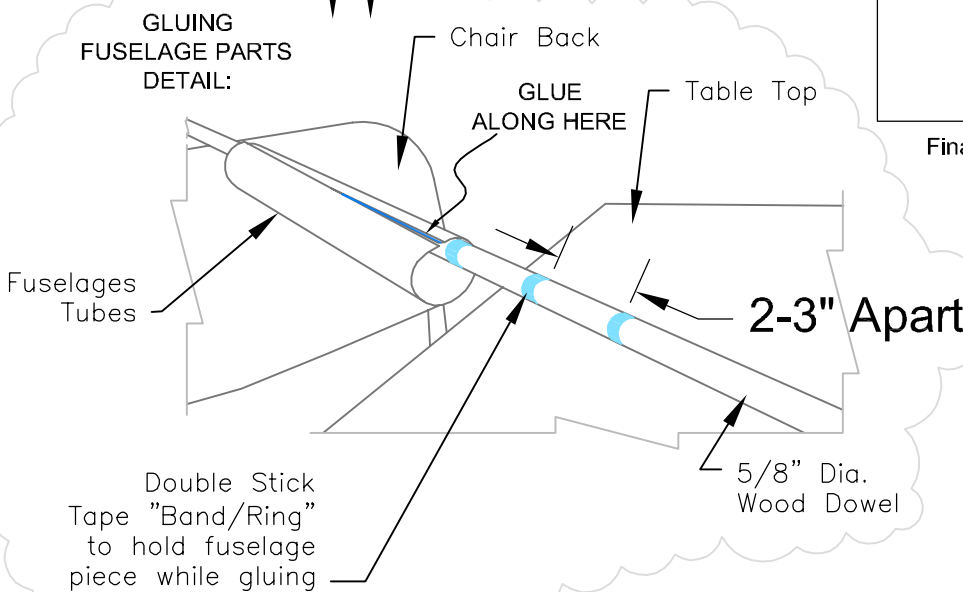 GLUING
FUSELAGE PARTS
DETAIL:
Chair Back
GLUE
ALONG HERE
Table Top
Fina
Fuselages
Tubes
2-3" Apart
Double Stick
Tape "Band/Ring"
to hold fuselage
piece while gluing
5/8" Dia.
Wood Dowel